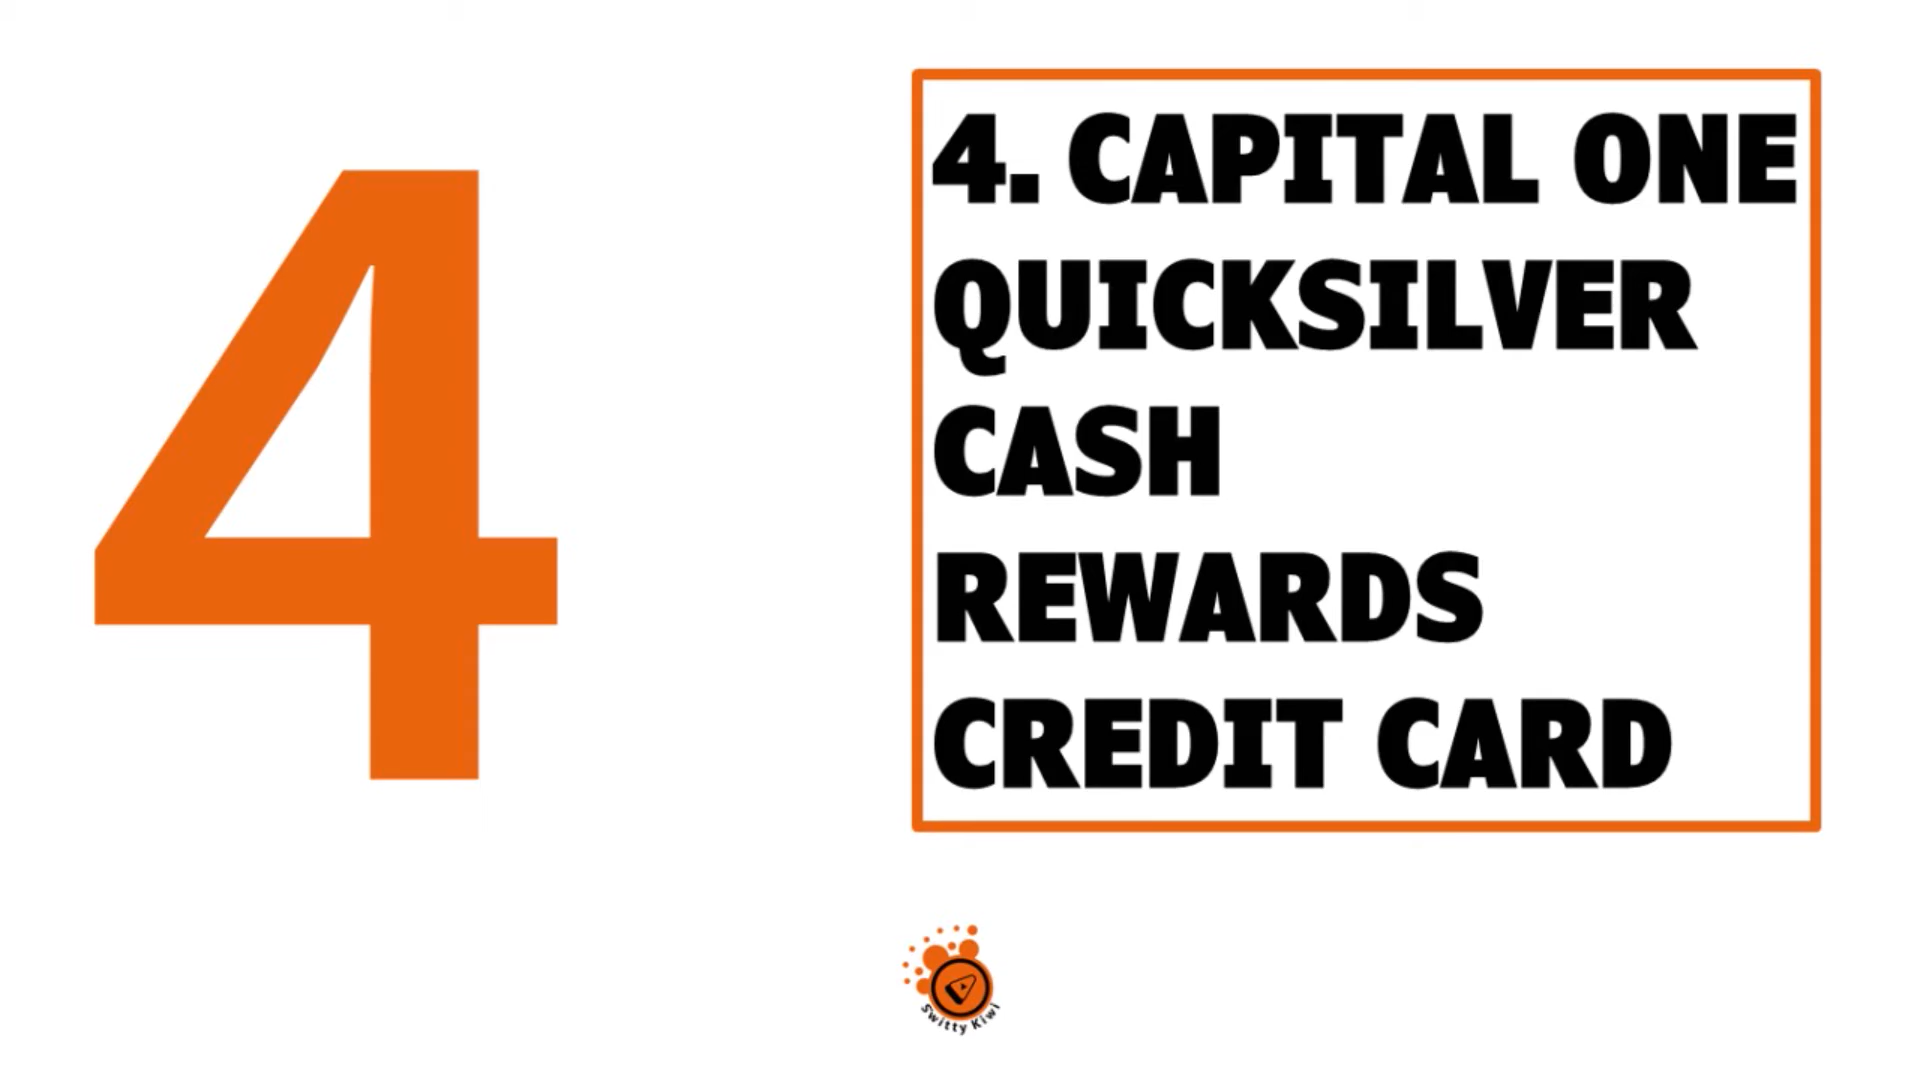 4
4. CAPITAL ONE
QUICKSILVER
CASH
REWARDS
CREDIT CARD
Switty Kiwi